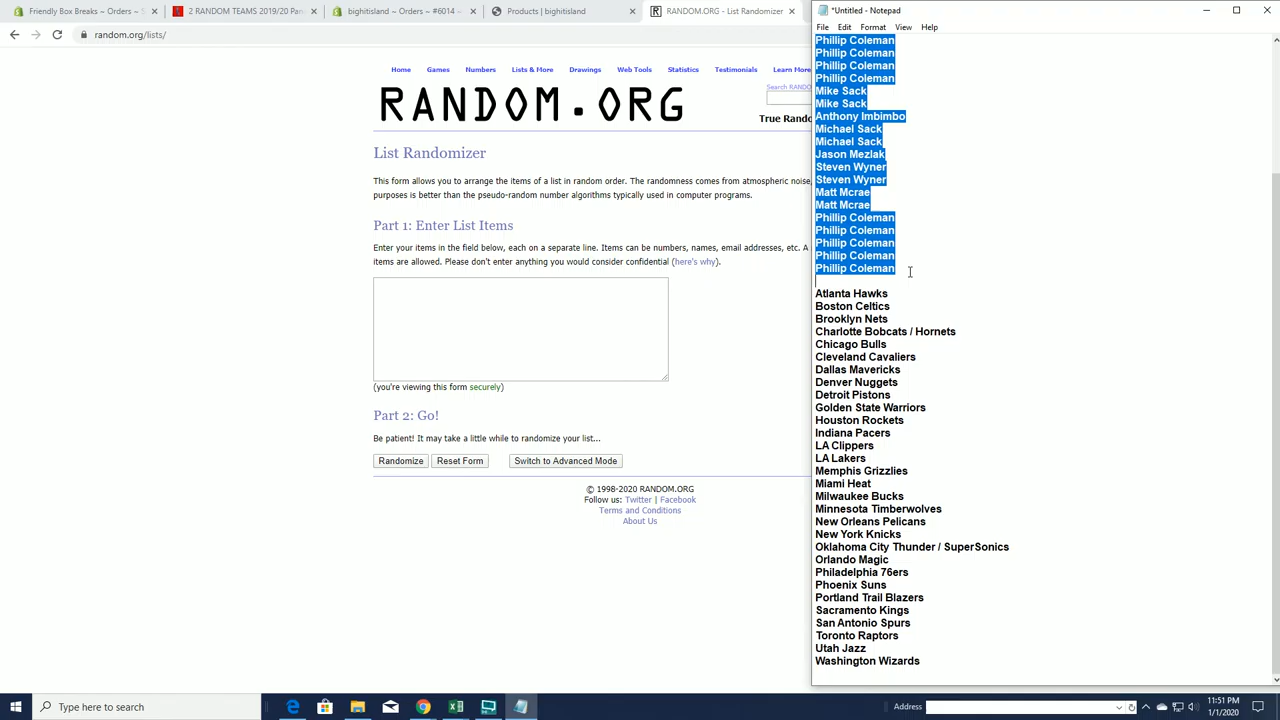 Friendly Box Breaks – Orders – S
2 RANDOM TEAMS 2019/20 Pan
bighitisland ~ Orders ~ #6014 ~
Products | bighitisland
RANDOM.ORG - List Randomizer
random.org/lists/
Home Games Numbers Lists & More Drawings Web Tools Statistics Testimonials Learn More
RANDOM.ORG
Search RANDO
True Rando
List Randomizer
This form allows you to arrange the items of a list in random order. The randomness comes from atmospheric noise,
purposes is better than the pseudo-random number algorithms typically used in computer programs.
Part 1: Enter List Items
Enter your items in the field below, each on a separate line. Items can be numbers, names, email addresses, etc. A
items are allowed. Please don't enter anything you would consider confidential (here's why).
(you're viewing this form securely)
Part 2: Go!
Be patient! It may take a little while to randomize your list...
Randomize Reset Form Switch to Advanced Mode
© 1998-2020 RANDOM.ORG
Follow us: Twitter | Facebook
Terms and Conditions
About Us
*Untitled - Notepad
File Edit Format View Help
Phillip Coleman
Phillip Coleman
Phillip Coleman
Phillip Coleman
Mike Sack
Mike Sack
Anthony Imbimbo
Michael Sack
Michael Sack
Jason Mezlak
Steven Wyner
Steven Wyner
Matt Mcrae
Matt Mcrae
Phillip Coleman
Phillip Coleman
Phillip Coleman
Phillip Coleman
Phillip Coleman
Atlanta Hawks
Boston Celtics
Brooklyn Nets
Charlotte Bobcats / Hornets
Chicago Bulls
Cleveland Cavaliers
Dallas Mavericks
Denver Nuggets
Detroit Pistons
Golden State Warriors
Houston Rockets
Indiana Pacers
LA Clippers
LA Lakers
Memphis Grizzlies
Miami Heat
Milwaukee Bucks
Minnesota Timberwolves
New Orleans Pelicans
New York Knicks
Oklahoma City Thunder / SuperSonics
Orlando Magic
Philadelphia 76ers
Phoenix Suns
Portland Trail Blazers
Sacramento Kings
San Antonio Spurs
Toronto Raptors
Utah Jazz
Washington Wizards
Type here to search
Address
11:51 PM
1/1/2020